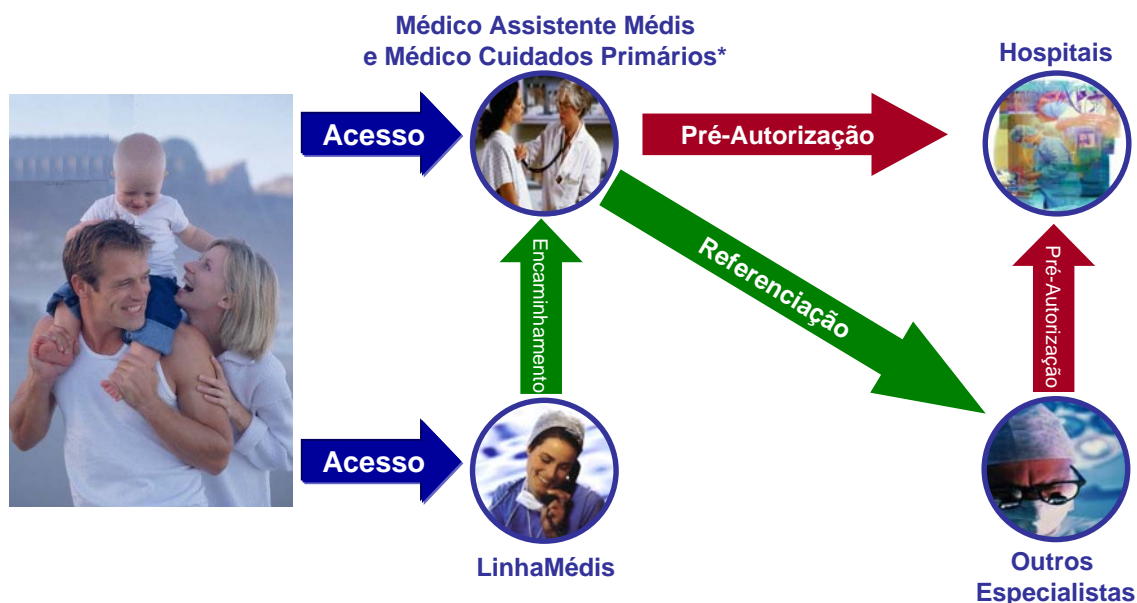 Médico Assistente Médis
e Médico Cuidados Primários*
Hospitais
Acesso
Pré-Autorização
Referenciação
Encaminhamento
Pré-Autorização
Acesso
LinhaMédis
Outros
Especialistas